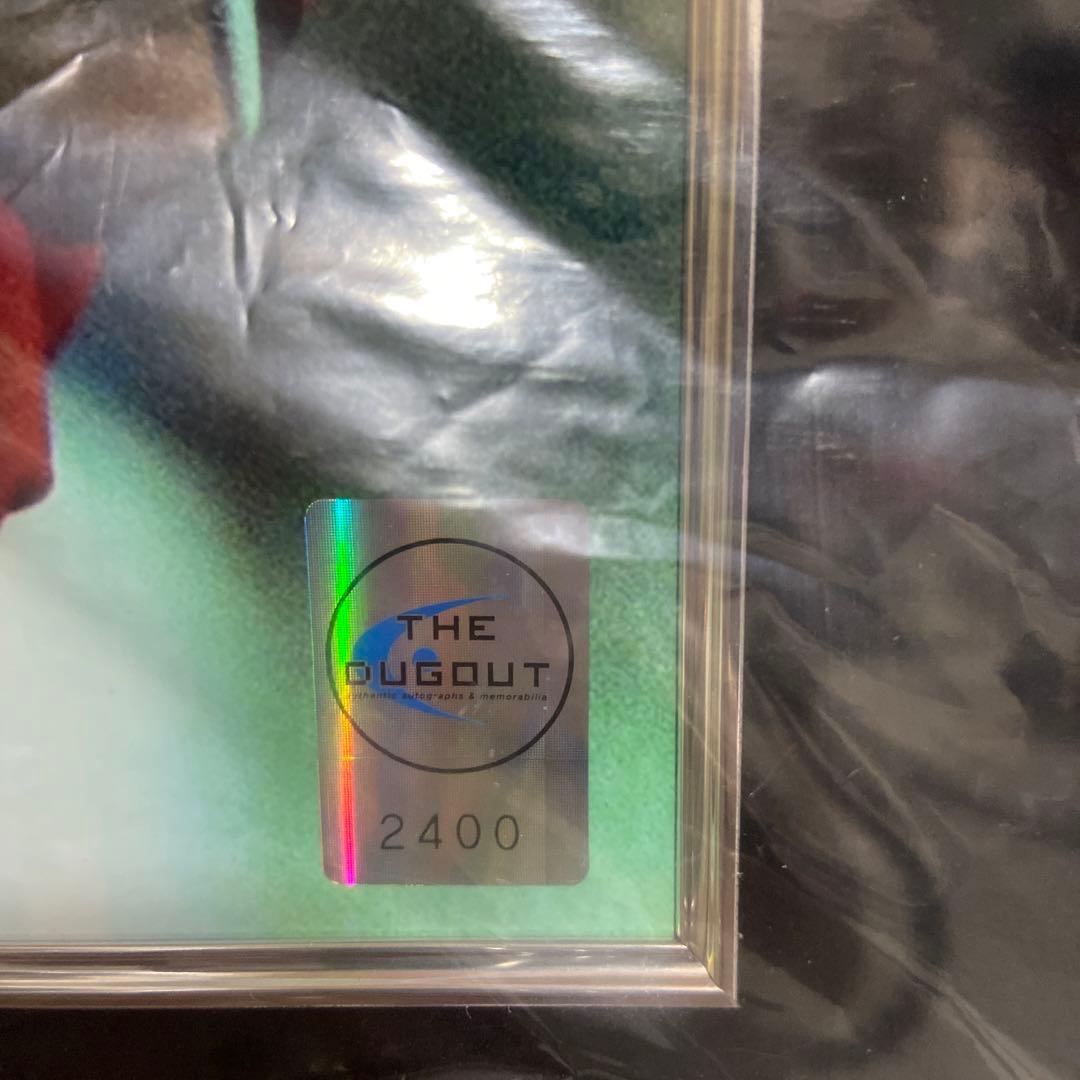 THE
DUGOUT
authentic autographs & memorabilia
2400